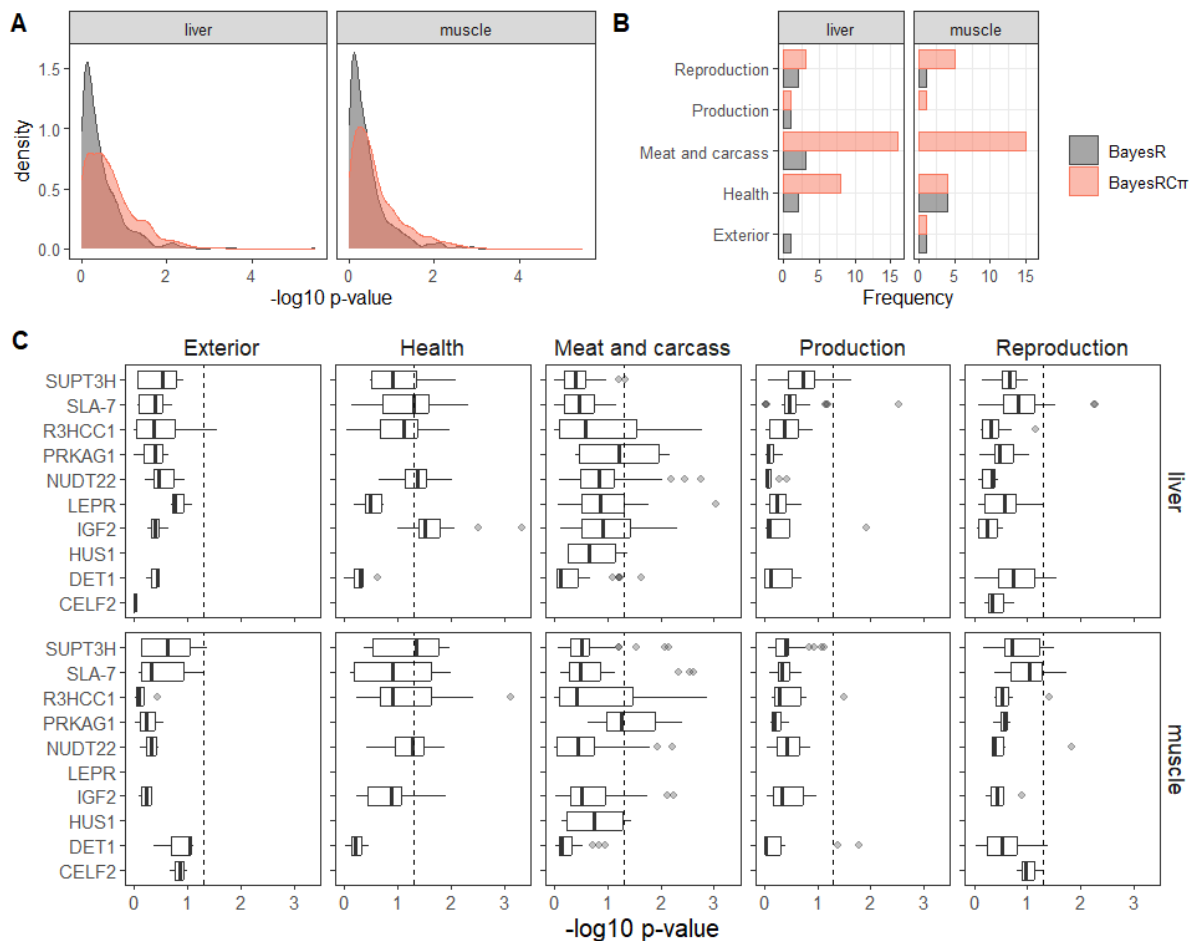 A
liver
muscle
1.5
1.0
0.5
0.0
density
0
2
4
0
2
4
-log10 p-value
B
liver
muscle
Reproduction
Production
Meat and carcass
Health
Exterior
0
5
10
15
0
5
10
15
Frequency
BayesR
BayesRCπ
C
Exterior
Health
Meat and carcass
Production
Reproduction
SUPT3H
SLA-7
R3HCC1
PRKAG1
NUDT22
LEPR
IGF2
HUS1
DET1
CELF2
liver
SUPT3H
SLA-7
R3HCC1
PRKAG1
NUDT22
LEPR
IGF2
HUS1
DET1
CELF2
muscle
0
1
2
3
0
1
2
3
0
1
2
3
0
1
2
3
0
1
2
3
-log10 p-value